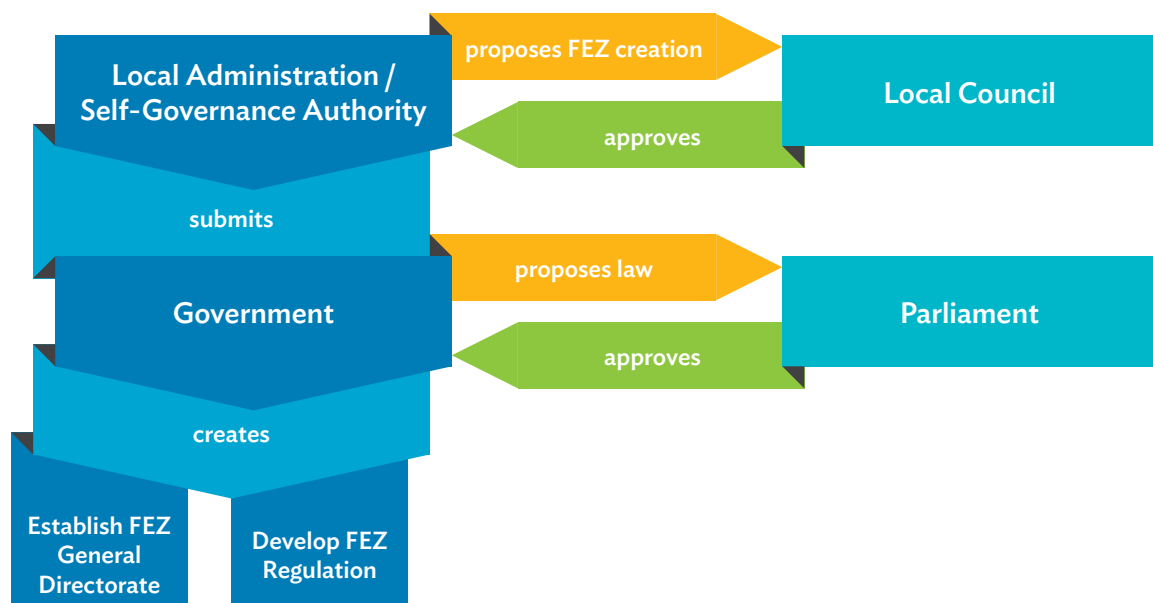 proposes FEZ creation
Local Administration /
Self-Governance Authority
Local Council
approves
submits
proposes law
Government
Parliament
approves
creates
Establish FEZ
General
Directorate
Develop FEZ
Regulation